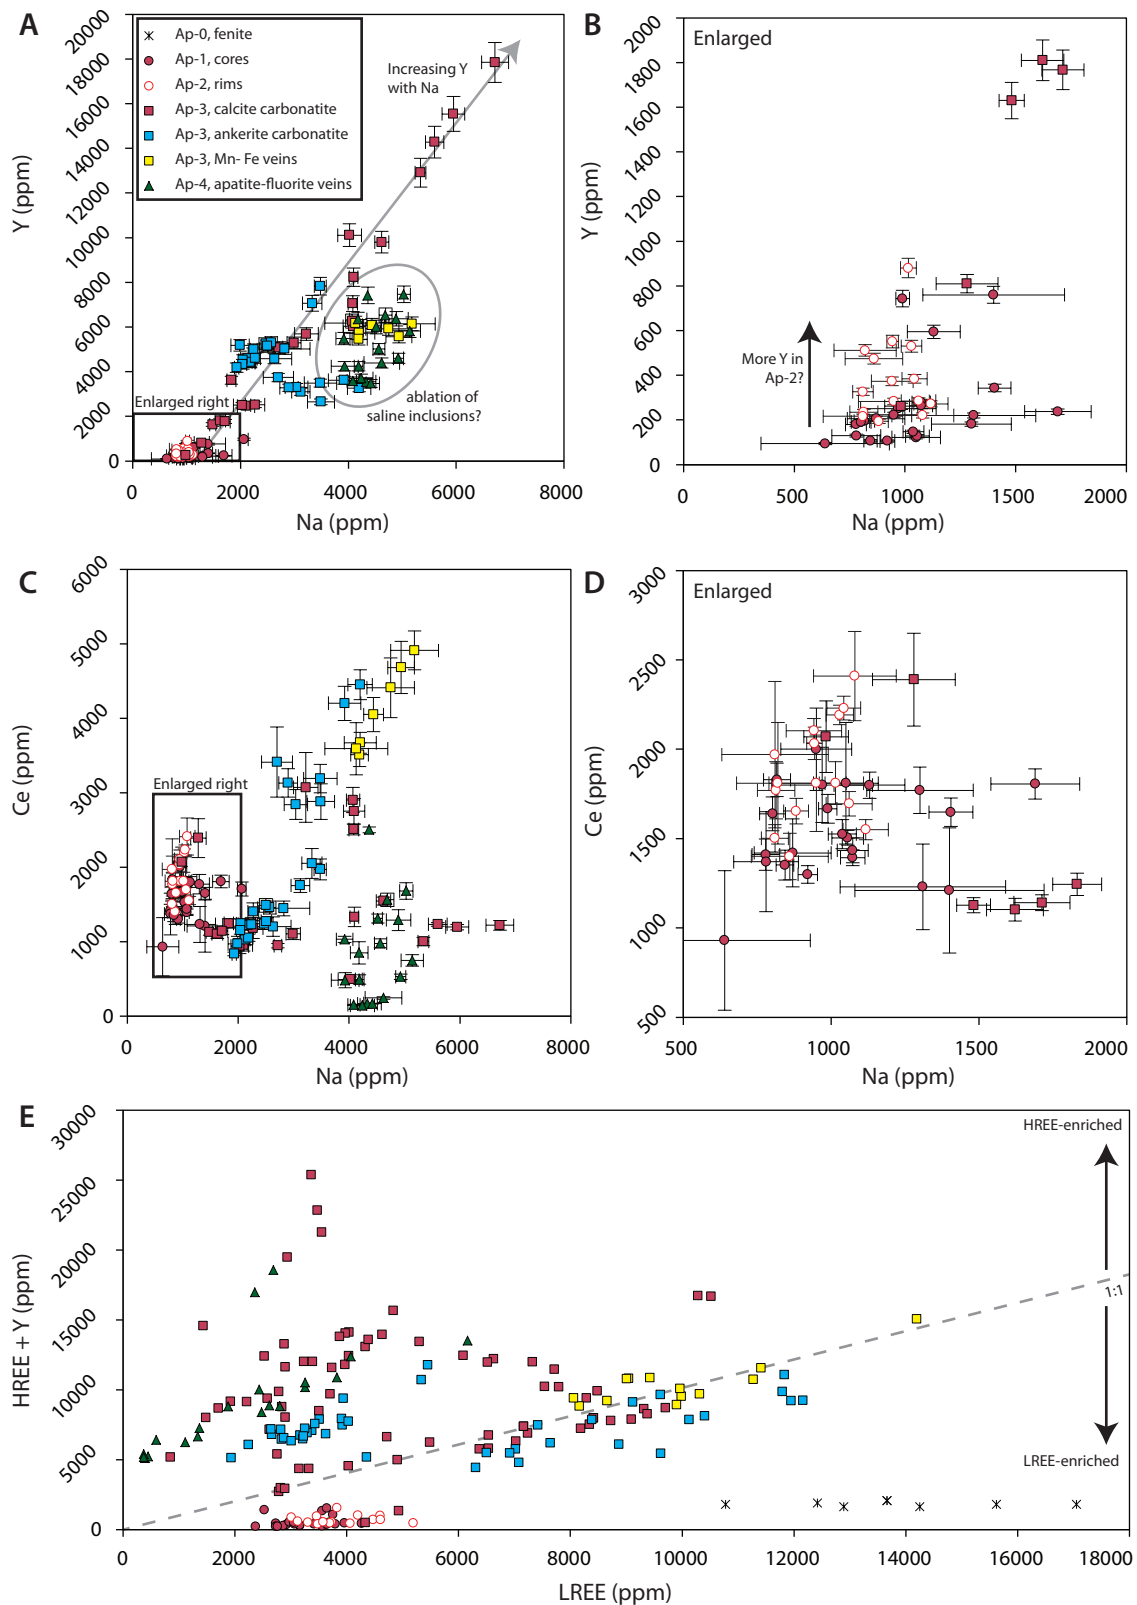 A
20000
18000
16000
14000
12000
10000
8000
6000
4000
2000
0
Y (ppm)
Ap-0, fenite
Ap-1, cores
Ap-2, rims
Ap-3, calcite carbonatite
Ap-3, ankerite carbonatite
Ap-3, Mn- Fe veins
Ap-4, apatite-fluorite veins
Increasing Y
with Na
ablation of
saline inclusions?
Enlarged right
0 2000 4000 6000 8000
Na (ppm)
B
Enlarged
2000
1800
1600
1400
1200
1000
800
600
400
200
0
Y (ppm)
More Y in
Ap-2?
0 500 1000 1500 2000
Na (ppm)
C
6000
5000
4000
3000
2000
1000
0
Ce (ppm)
Enlarged right
0 2000 4000 6000 8000
Na (ppm)
D
Enlarged
3000
2500
2000
1500
1000
500
Ce (ppm)
500 1000 1500 2000
Na (ppm)
E
30000
25000
20000
15000
10000
5000
0
HREE + Y (ppm)
HREE-enriched
1:1
LREE-enriched
0 2000 4000 6000 8000 10000 12000 14000 16000 18000
LREE (ppm)